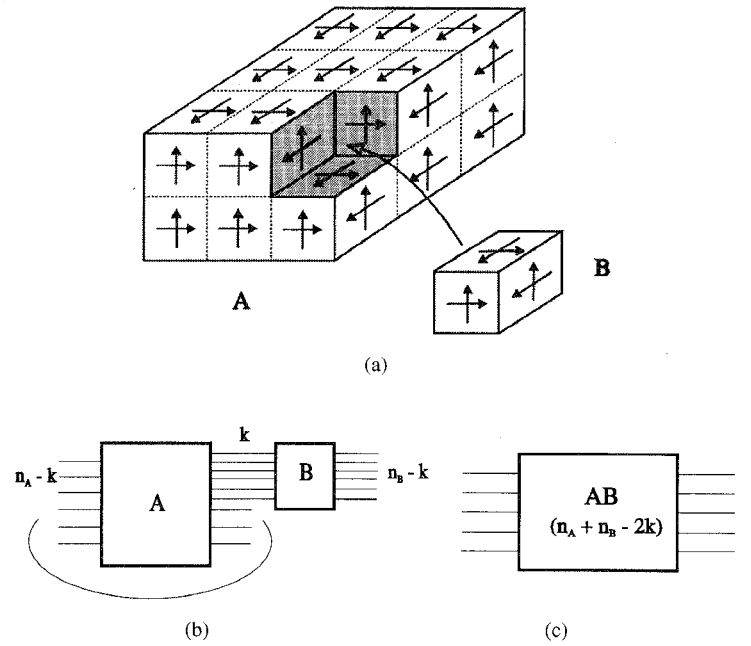 A
B
(a)
k
n_A - k
A
B
n_B - k
(b)
AB
(n_A + n_B - 2k)
(c)